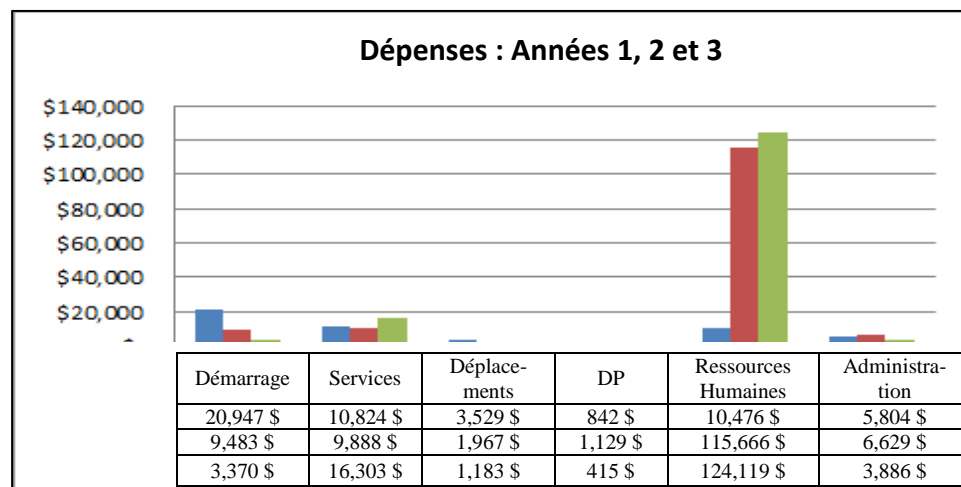 Dépenses : Années 1, 2 et 3
$140,000
$120,000
$100,000
$80,000
$60,000
$40,000
$20,000
Démarrage Services Déplace- DP Ressources Administra-
ments Humaines tion
20,947 $ 10,824 $ 3,529 $ 842 $ 10,476 $ 5,804 $
9,483 $ 9,888 $ 1,967 $ 1,129 $ 115,666 $ 6,629 $
3,370 $ 16,303 $ 1,183 $ 415 $ 124,119 $ 3,886 $